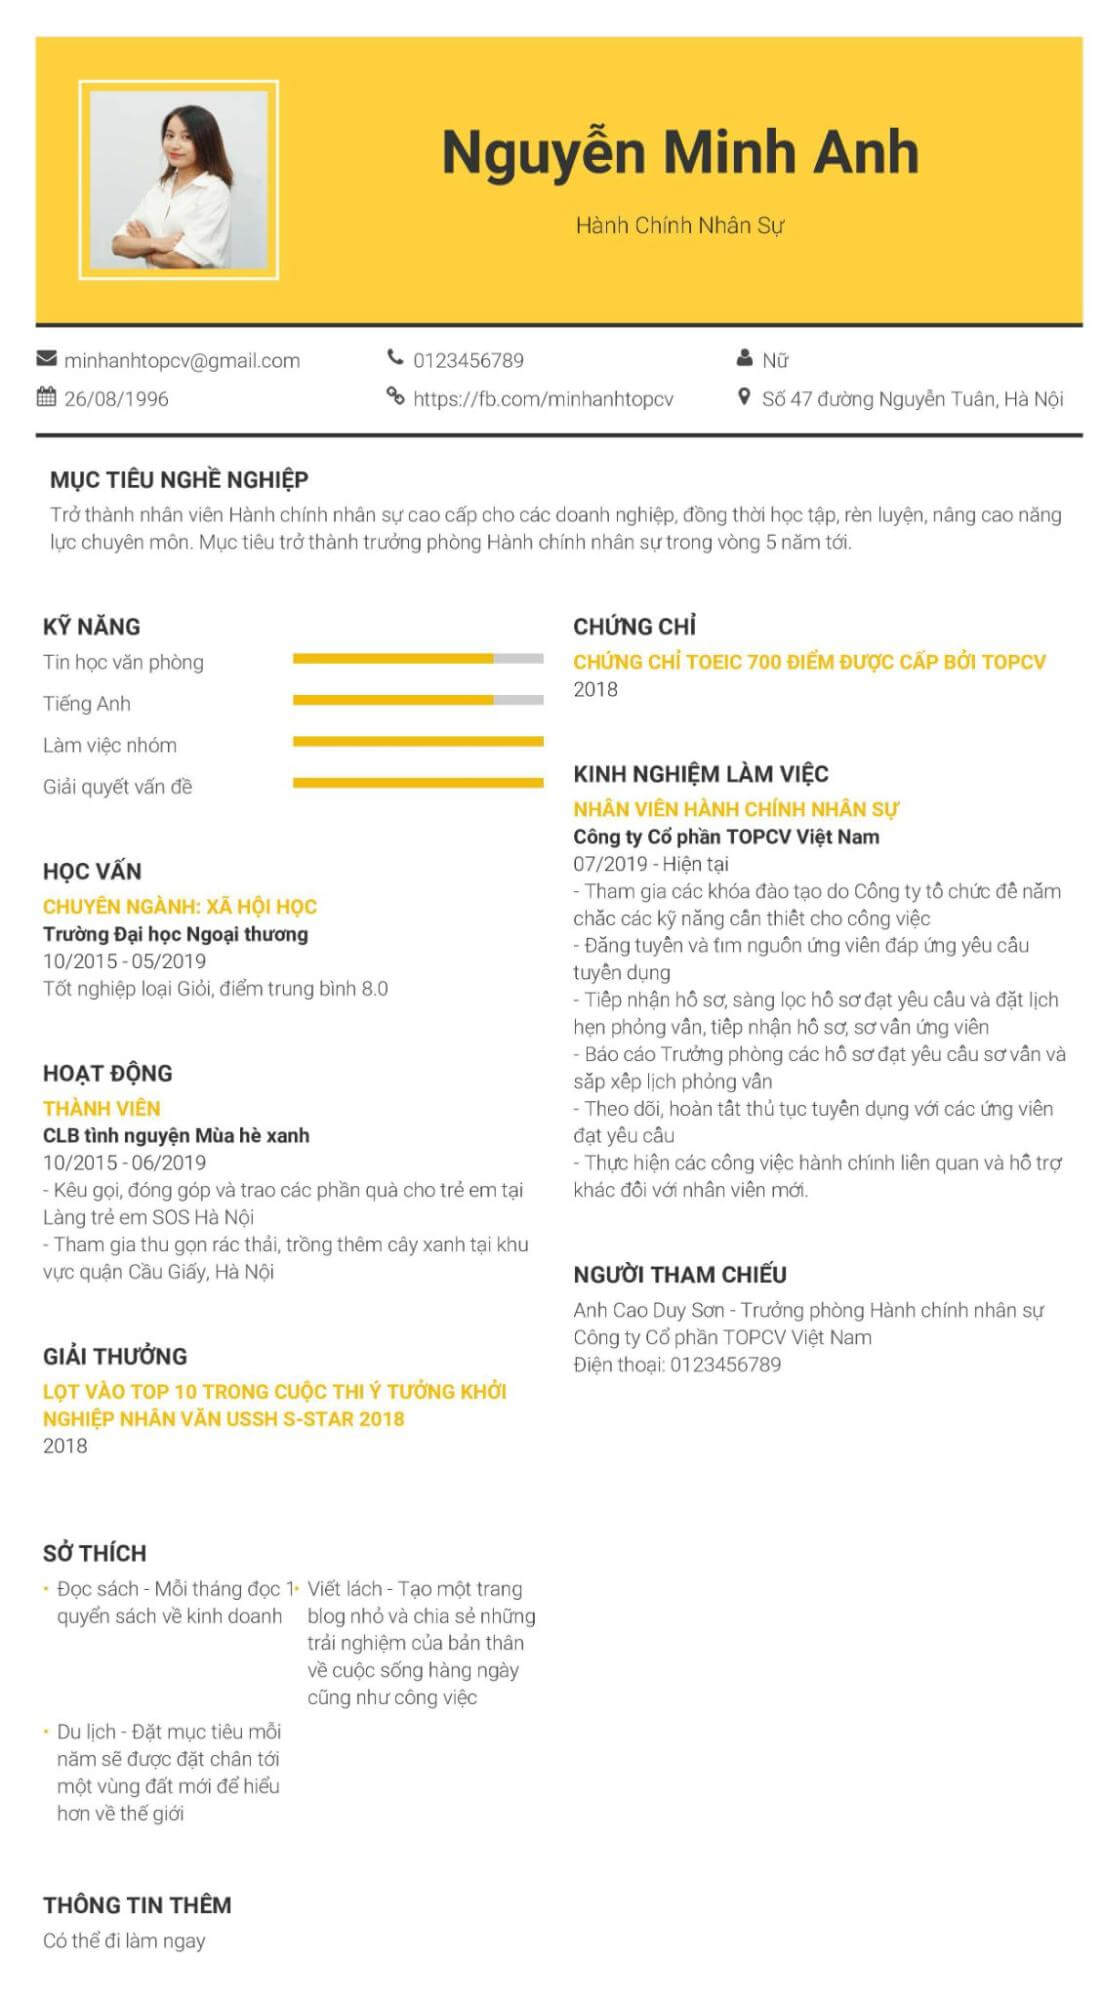 Nguyễn Minh Anh
Hành Chính Nhân Sự
minhanhtopcv@gmail.com
0123456789
Nữ
26/08/1996
https://fb.com/minhanhtopcv
Số 47 đường Nguyễn Tuân, Hà Nội
MỤC TIÊU NGHỀ NGHIỆP
Trở thành nhân viên Hành chính nhân sự cao cấp cho các doanh nghiệp, đồng thời học tập, rèn luyện, nâng cao năng
lực chuyên môn. Mục tiêu trở thành trưởng phòng Hành chính nhân sự trong vòng 5 năm tới.
KỸ NĂNG
Tin học văn phòng
Tiếng Anh
Làm việc nhóm
Giải quyết vấn đề
HỌC VẤN
CHUYÊN NGÀNH: XÃ HỘI HỌC
Trường Đại học Ngoại thương
10/2015 - 05/2019
Tốt nghiệp loại Giỏi, điểm trung bình 8.0
HOẠT ĐỘNG
THÀNH VIÊN
CLB tình nguyện Mùa hè xanh
10/2015 - 06/2019
- Kêu gọi, đóng góp và trao các phần quà cho trẻ em tại
Làng trẻ em SOS Hà Nội
- Tham gia thu gọn rác thải, trồng thêm cây xanh tại khu
vực quận Cầu Giấy, Hà Nội
GIẢI THƯỞNG
LỌT VÀO TOP 10 TRONG CUỘC THI Ý TƯỞNG KHỞI
NGHIỆP NHÂN VĂN USSH S-STAR 2018
2018
SỞ THÍCH
• Đọc sách - Mỗi tháng đọc 1
quyển sách về kinh doanh
• Viết lách - Tạo một trang
blog nhỏ và chia sẻ những
trải nghiệm của bản thân
về cuộc sống hàng ngày
cũng như công việc
• Du lịch - Đặt mục tiêu mỗi
năm sẽ được đặt chân tới
một vùng đất mới để hiểu
hơn về thế giới
THÔNG TIN THÊM
Có thể đi làm ngay
CHỨNG CHỈ
CHỨNG CHỈ TOEIC 700 ĐIỂM ĐƯỢC CẤP BỞI TOPCV
2018
KINH NGHIỆM LÀM VIỆC
NHÂN VIÊN HÀNH CHÍNH NHÂN SỰ
Công ty Cổ phần TOPCV Việt Nam
07/2019 - Hiện tại
- Tham gia các khóa đào tạo do Công ty tổ chức để nắm
chắc các kỹ năng cần thiết cho công việc
- Đăng tuyển và tìm nguồn ứng viên đáp ứng yêu cầu
tuyển dụng
- Tiếp nhận hồ sơ, sàng lọc hồ sơ đạt yêu cầu và đặt lịch
hẹn phỏng vấn, tiếp nhận hồ sơ, sơ vấn ứng viên
- Báo cáo Trưởng phòng các hồ sơ đạt yêu cầu sơ vấn và
sắp xếp lịch phỏng vấn
- Theo dõi, hoàn tất thủ tục tuyển dụng với các ứng viên
đạt yêu cầu
- Thực hiện các công việc hành chính liên quan và hỗ trợ
khác đối với nhân viên mới.
NGƯỜI THAM CHIẾU
Anh Cao Duy Sơn - Trưởng phòng Hành chính nhân sự
Công ty Cổ phần TOPCV Việt Nam
Điện thoại: 0123456789